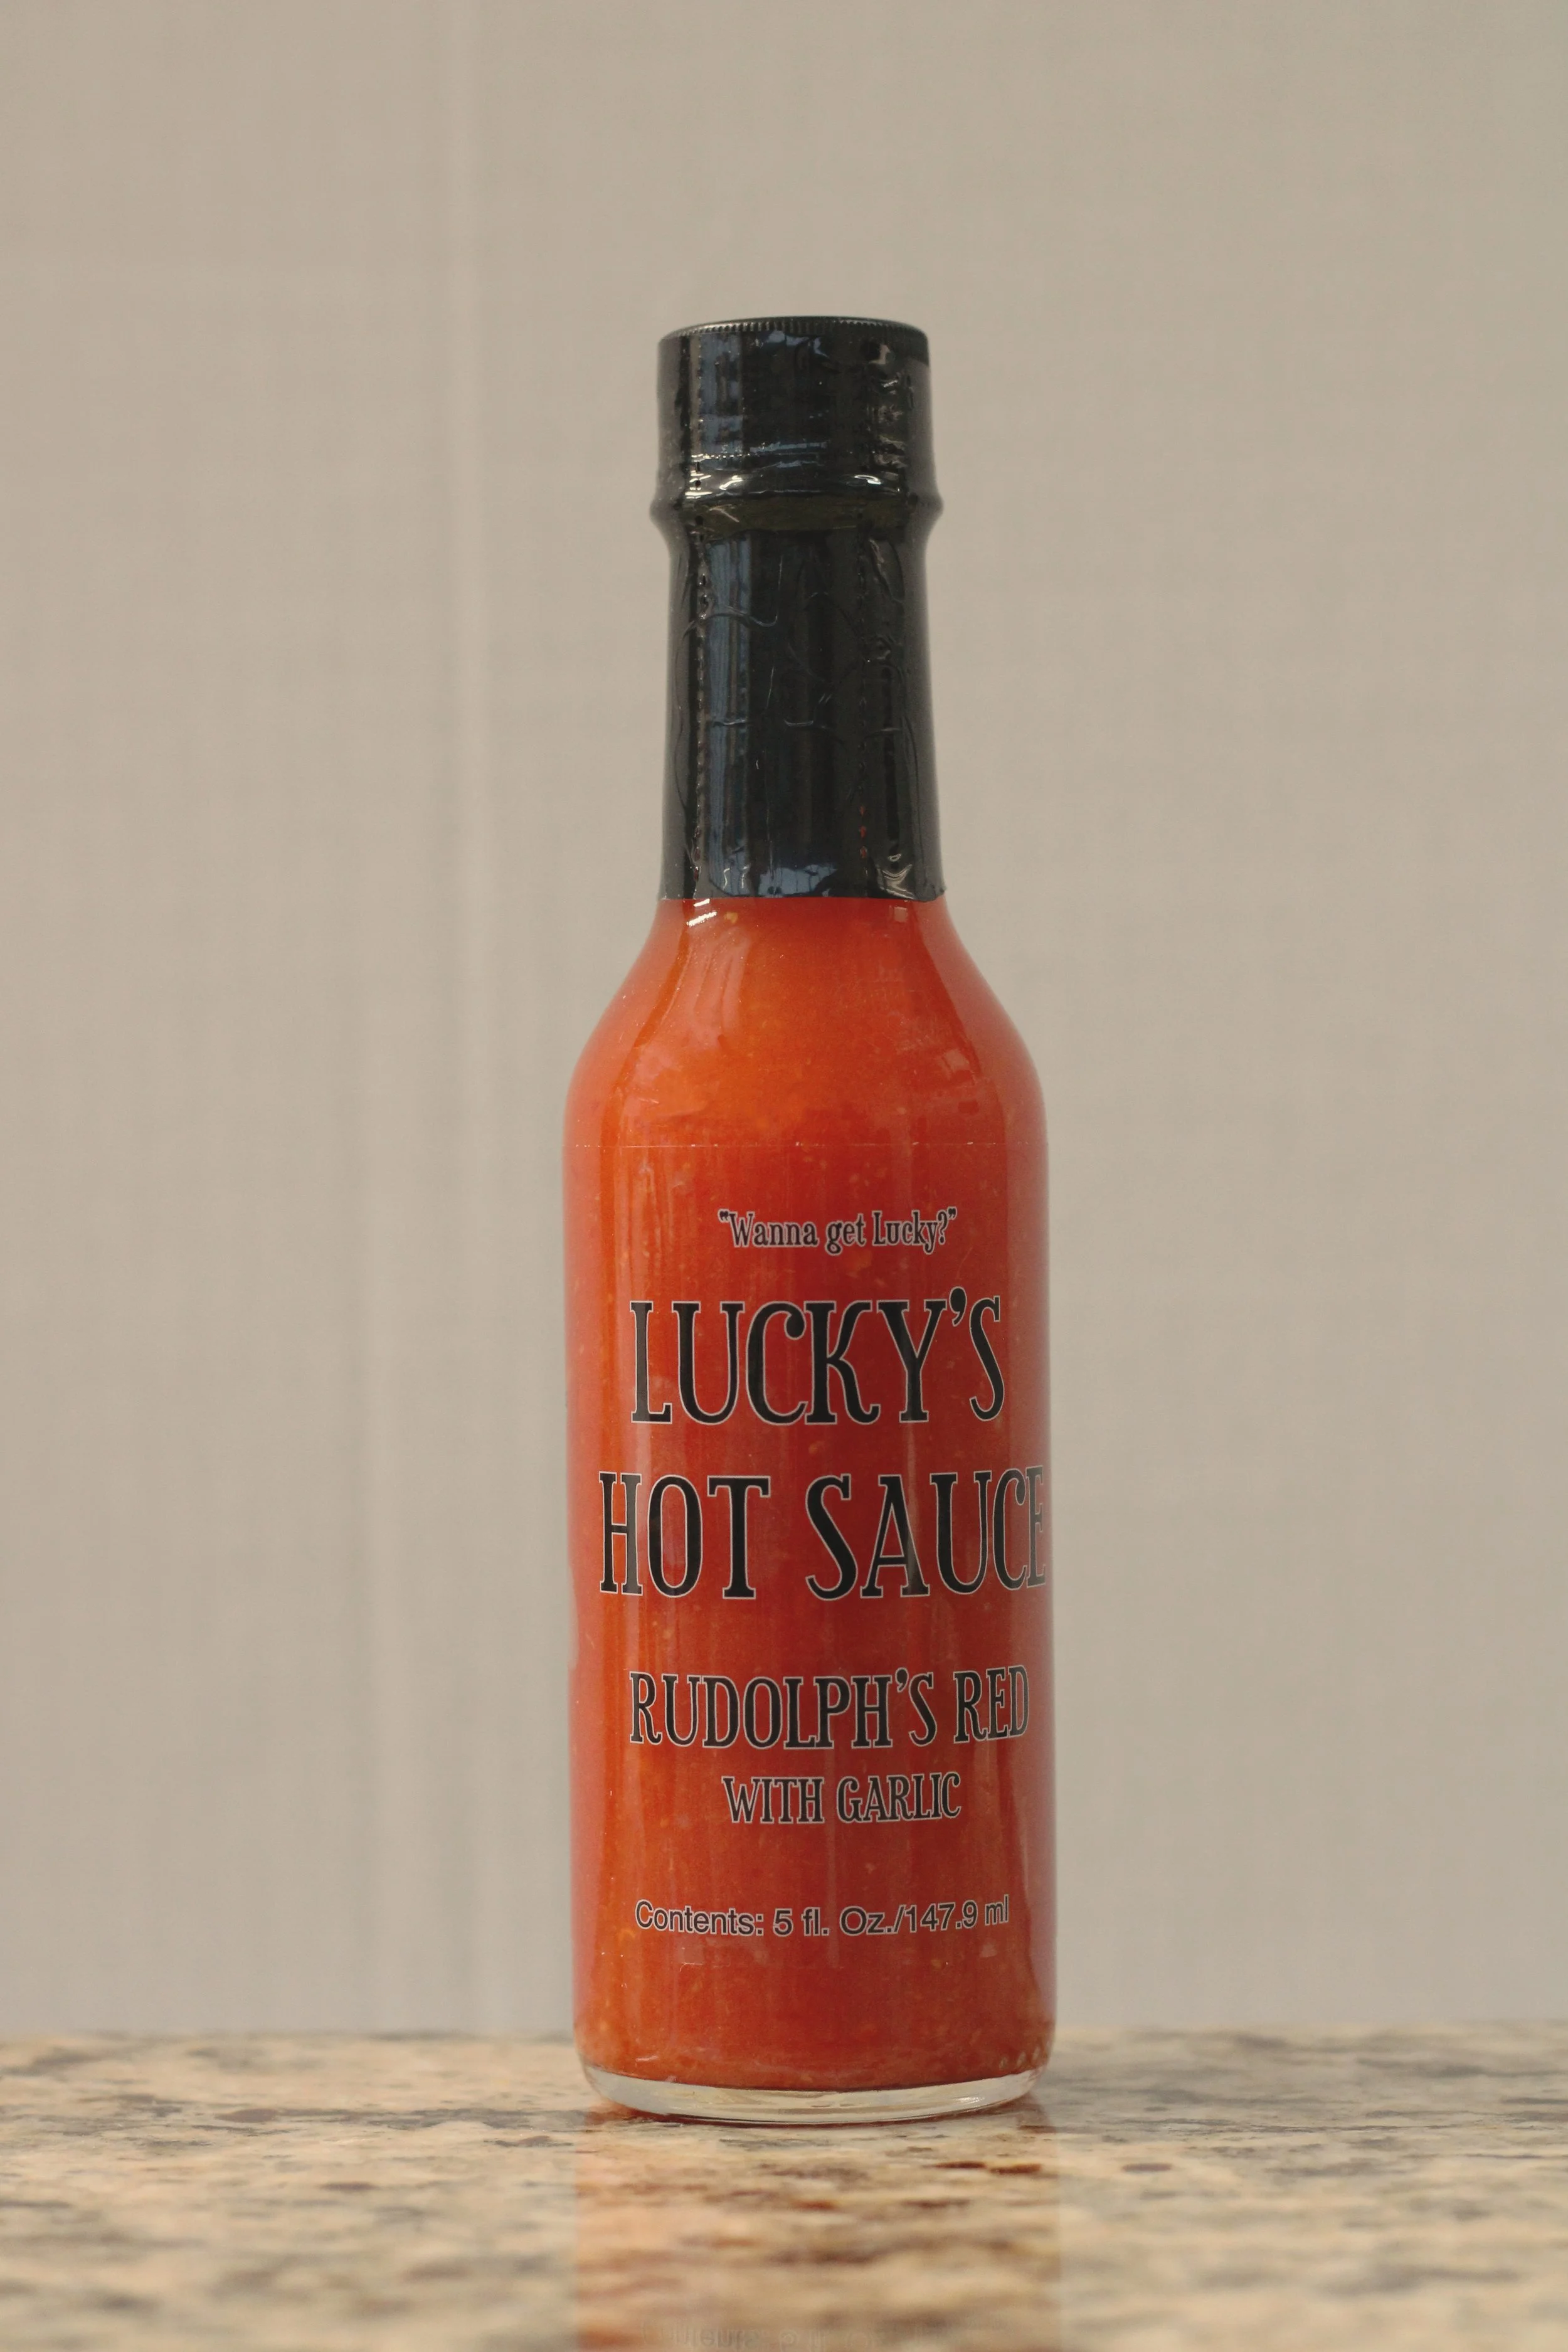 "Wanna get Lucky?"
LUCKY'S
HOT SAUCE
RUDOLPH'S RED
WITH GARLIC
Contents: 5 fl. Oz./147.9 ml